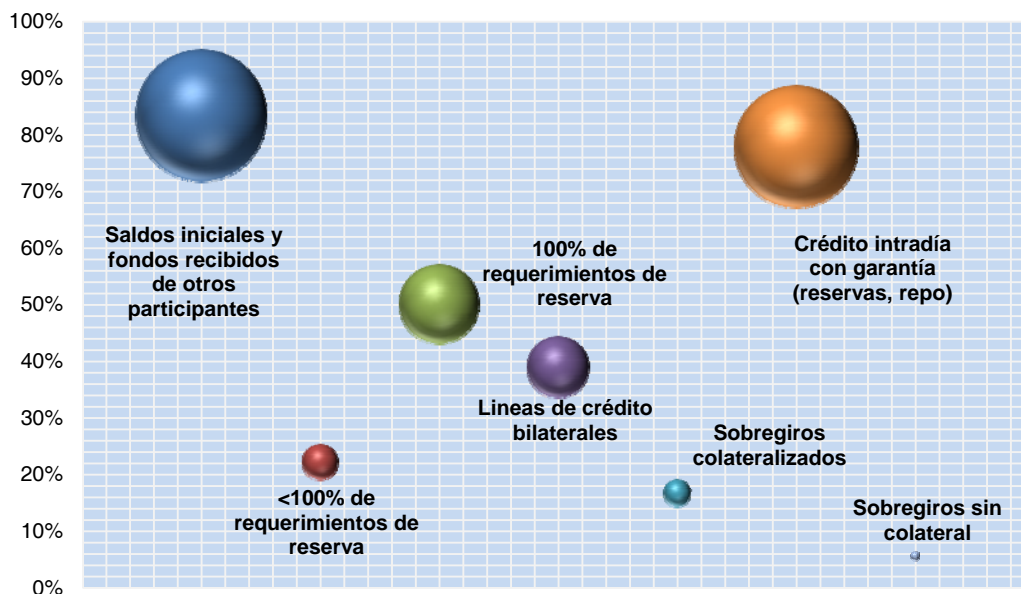 100%
90%
80%
70%
60%
50%
40%
30%
20%
10%
0%
Saldos iniciales y
fondos recibidos
de otros
participantes
100% de
requerimientos de
reserva
Crédito intradía
con garantía
(reservas, repo)
Lineas de crédito
bilaterales
Sobregiros
colateralizados
<100% de
requerimientos de
reserva
Sobregiros sin
colateral